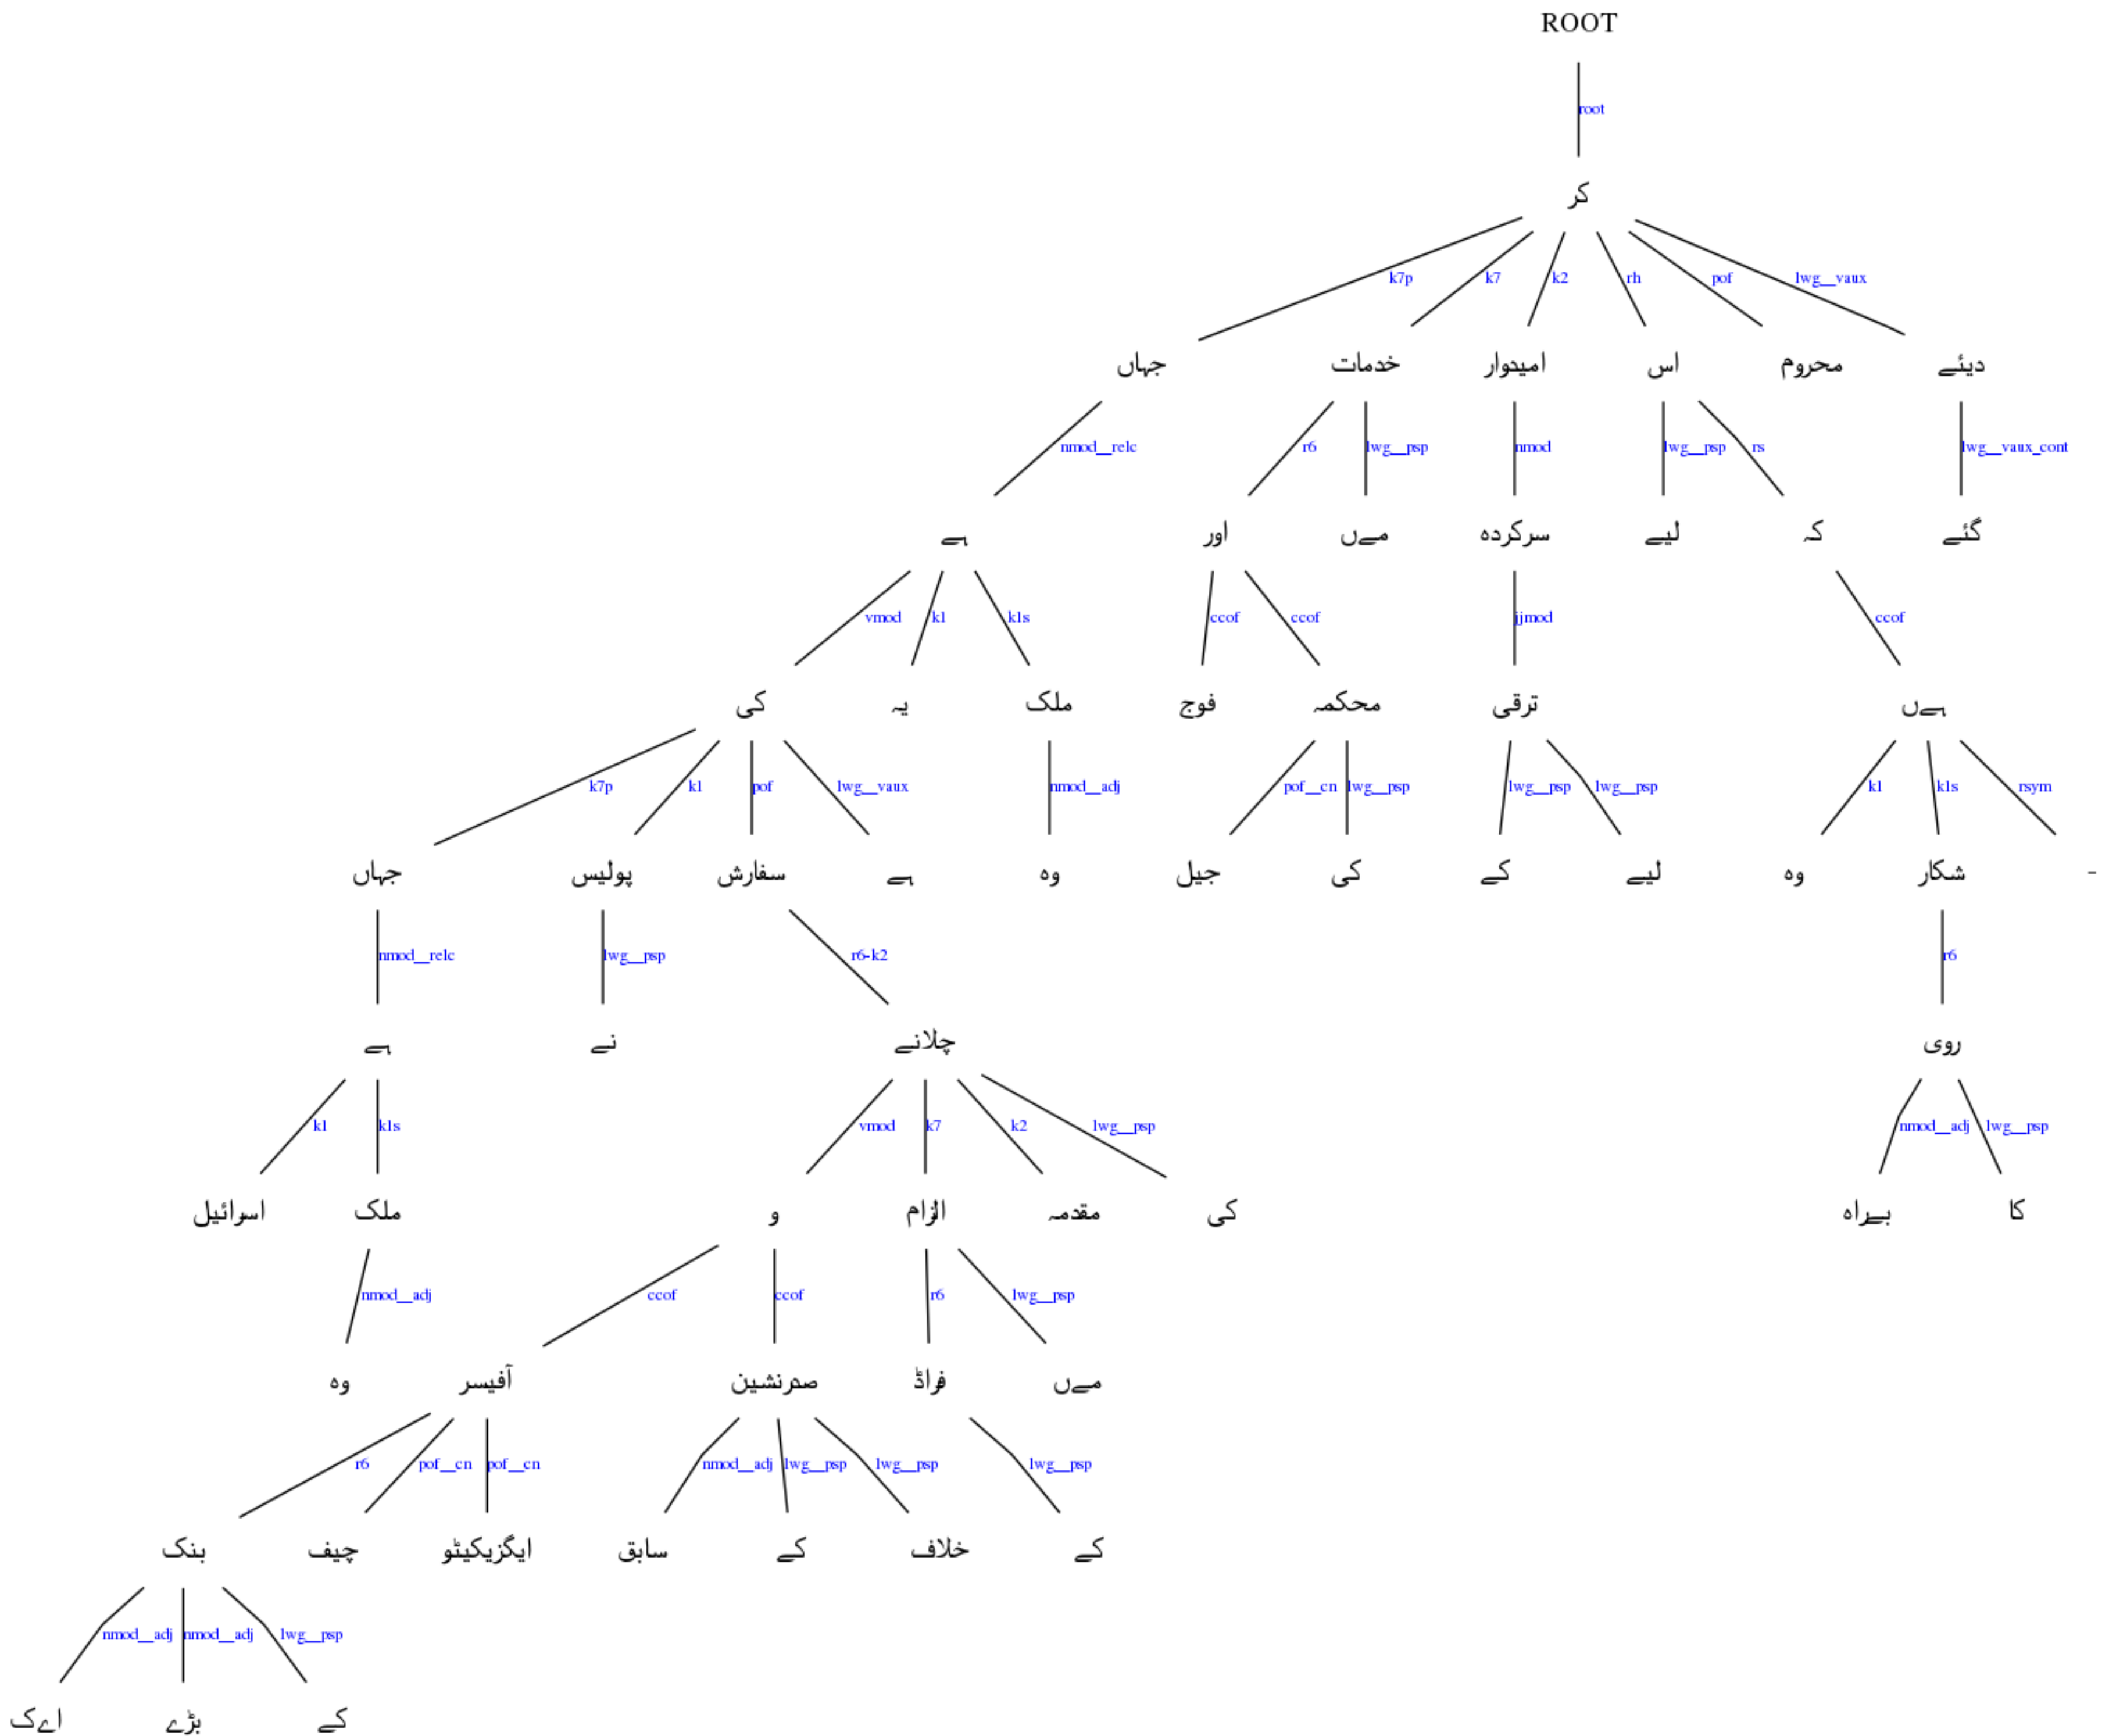 ROOT
root
کر
k7p k7 k2 rh pof lwg__vaux
جہاں خدمات امیدوار اس محروم دیئے
nmod__relc r6 lwg__psp nmod lwg__psp rs lwg__vaux_cont
ہے اور مےں سرکردہ لیے کہ گئے
vmod k1 k1s ccof ccof jjmod ccof
کی یہ ملک فوج محکمہ ترقی ہےں
k7p k1 pof lwg__vaux nmod__adj pof__cn lwg__psp lwg__psp lwg__psp k1 k1s rsym
جہاں پولیس سفارش ہے وہ جیل کی کے لیے وہ شکار -
nmod__relc lwg__psp r6-k2 r6
ہے نے چلانے روی
k1 k1s vmod k7 k2 lwg__psp nmod__adj lwg__psp
اسرائیل ملک و الزام مقدمہ کی بےراہ کا
nmod__adj ccof ccof r6 lwg__psp
وہ آفیسر صدرنشین فراڈ مےں
r6 pof__cn pof__cn nmod__adj lwg__psp lwg__psp lwg__psp
بنک چیف ایگزیکیٹو سابق کے خلاف کے
nmod__adj nmod__adj lwg__psp
اےک بڑے کے